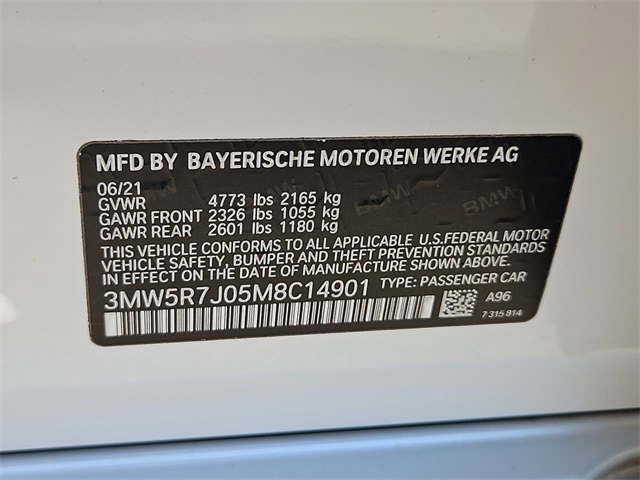 MFD BY BAYERISCHE MOTOREN WERKE AG
06/21
GVWR 4773 lbs 2165 kg
GAWR FRONT 2326 lbs 1055 kg
GAWR REAR 2601 lbs 1180 kg
THIS VEHICLE CONFORMS TO ALL APPLICABLE U.S.FEDERAL MOTOR
VEHICLE SAFETY, BUMPER AND THEFT PREVENTION STANDARDS
IN EFFECT ON THE DATE OF MANUFACTURE SHOWN ABOVE.
3MW5R7J05M8C14901 TYPE: PASSENGER CAR
A96
7 315 814
BMW
BMW